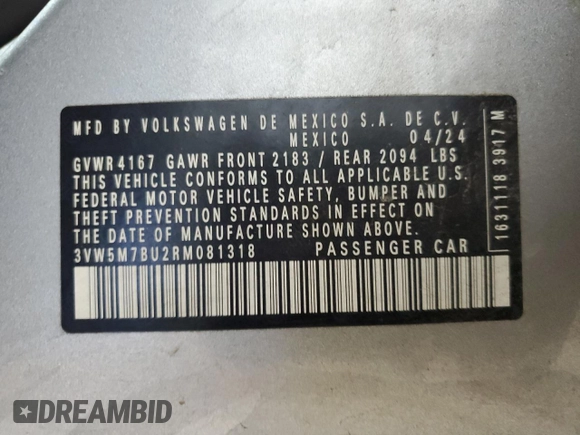 MFD BY VOLKSWAGEN DE MEXICO S.A. DE C.V.
MEXICO 04/24
GVWR 4167 GAWR FRONT 2183 / REAR 2094 LBS
THIS VEHICLE CONFORMS TO ALL APPLICABLE U.S.
FEDERAL MOTOR VEHICLE SAFETY, BUMPER AND
THEFT PREVENTION STANDARDS IN EFFECT ON
THE DATE OF MANUFACTURE SHOWN ABOVE.
3VW5M7BU2RM081318 PASSENGER CAR
1631118 3917 M
DREAMBID